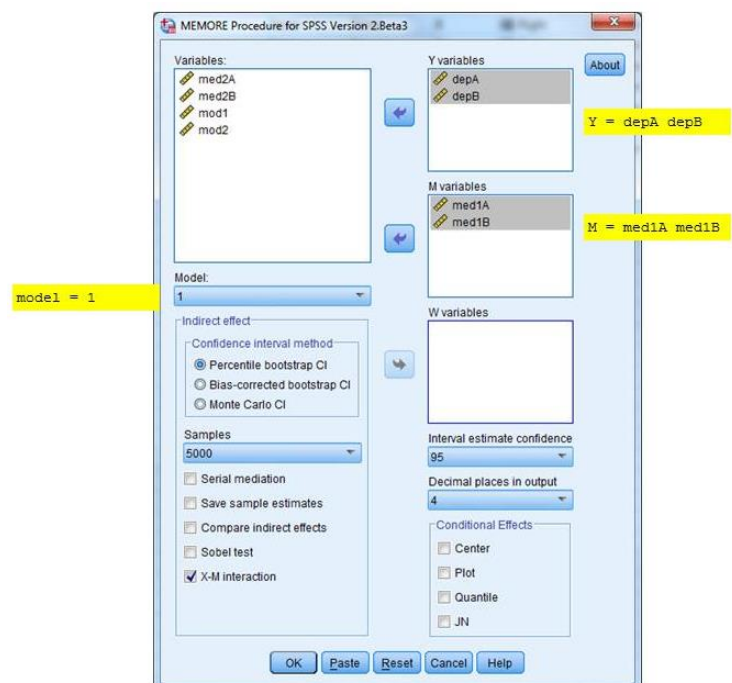 MEMORE Procedure for SPSS Version 2.Beta3
Variables:
med2A
med2B
mod1
mod2
Y variables
depA
depB
About
Y = depA depB
M variables
med1A
med1B
M = med1A med1B
Model:
model = 1
1
W variables
Indirect effect
Confidence interval method
Percentile bootstrap CI
Bias-corrected bootstrap CI
Monte Carlo CI
Samples
5000
Serial mediation
Save sample estimates
Compare indirect effects
Sobel test
X-M interaction
Interval estimate confidence
95
Decimal places in output
4
Conditional Effects
Center
Plot
Quantile
JN
OK Paste Reset Cancel Help